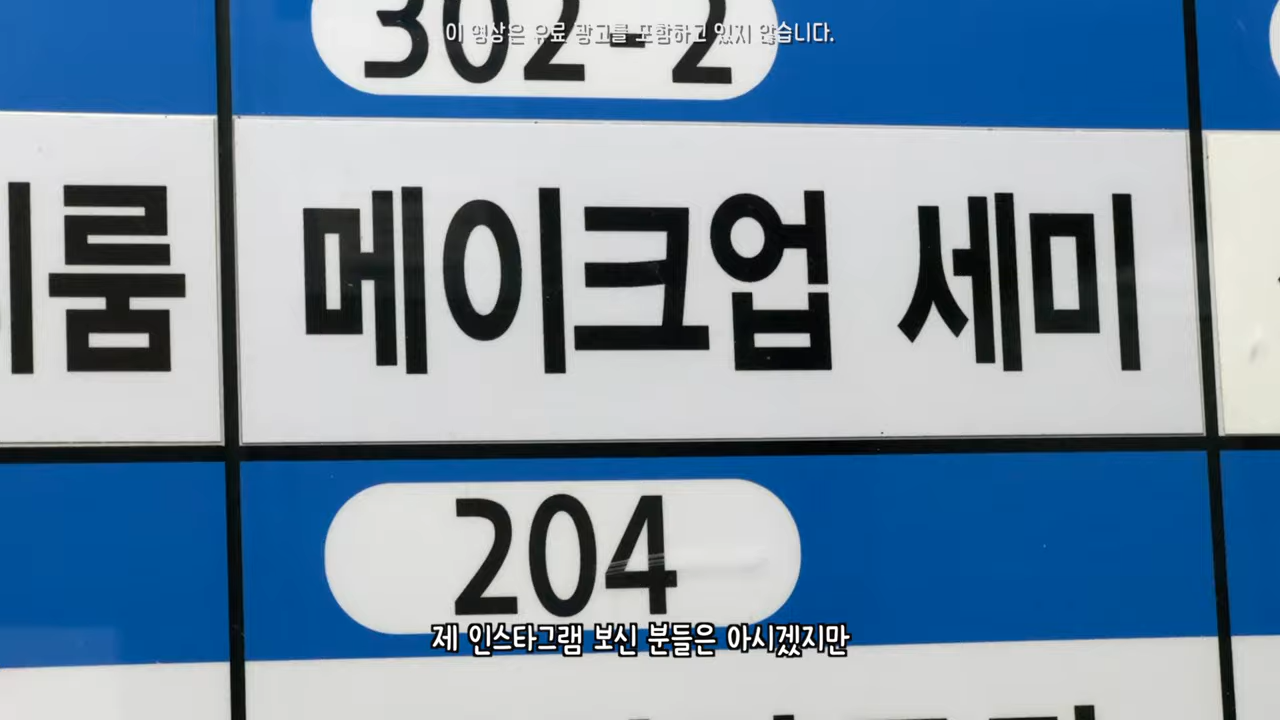 이 영상은 유료 광고를 포함하고 있지 않습니다.
302-2
룸
메이크업 세미
204
제 인스타그램 보신 분들은 아시겠지만